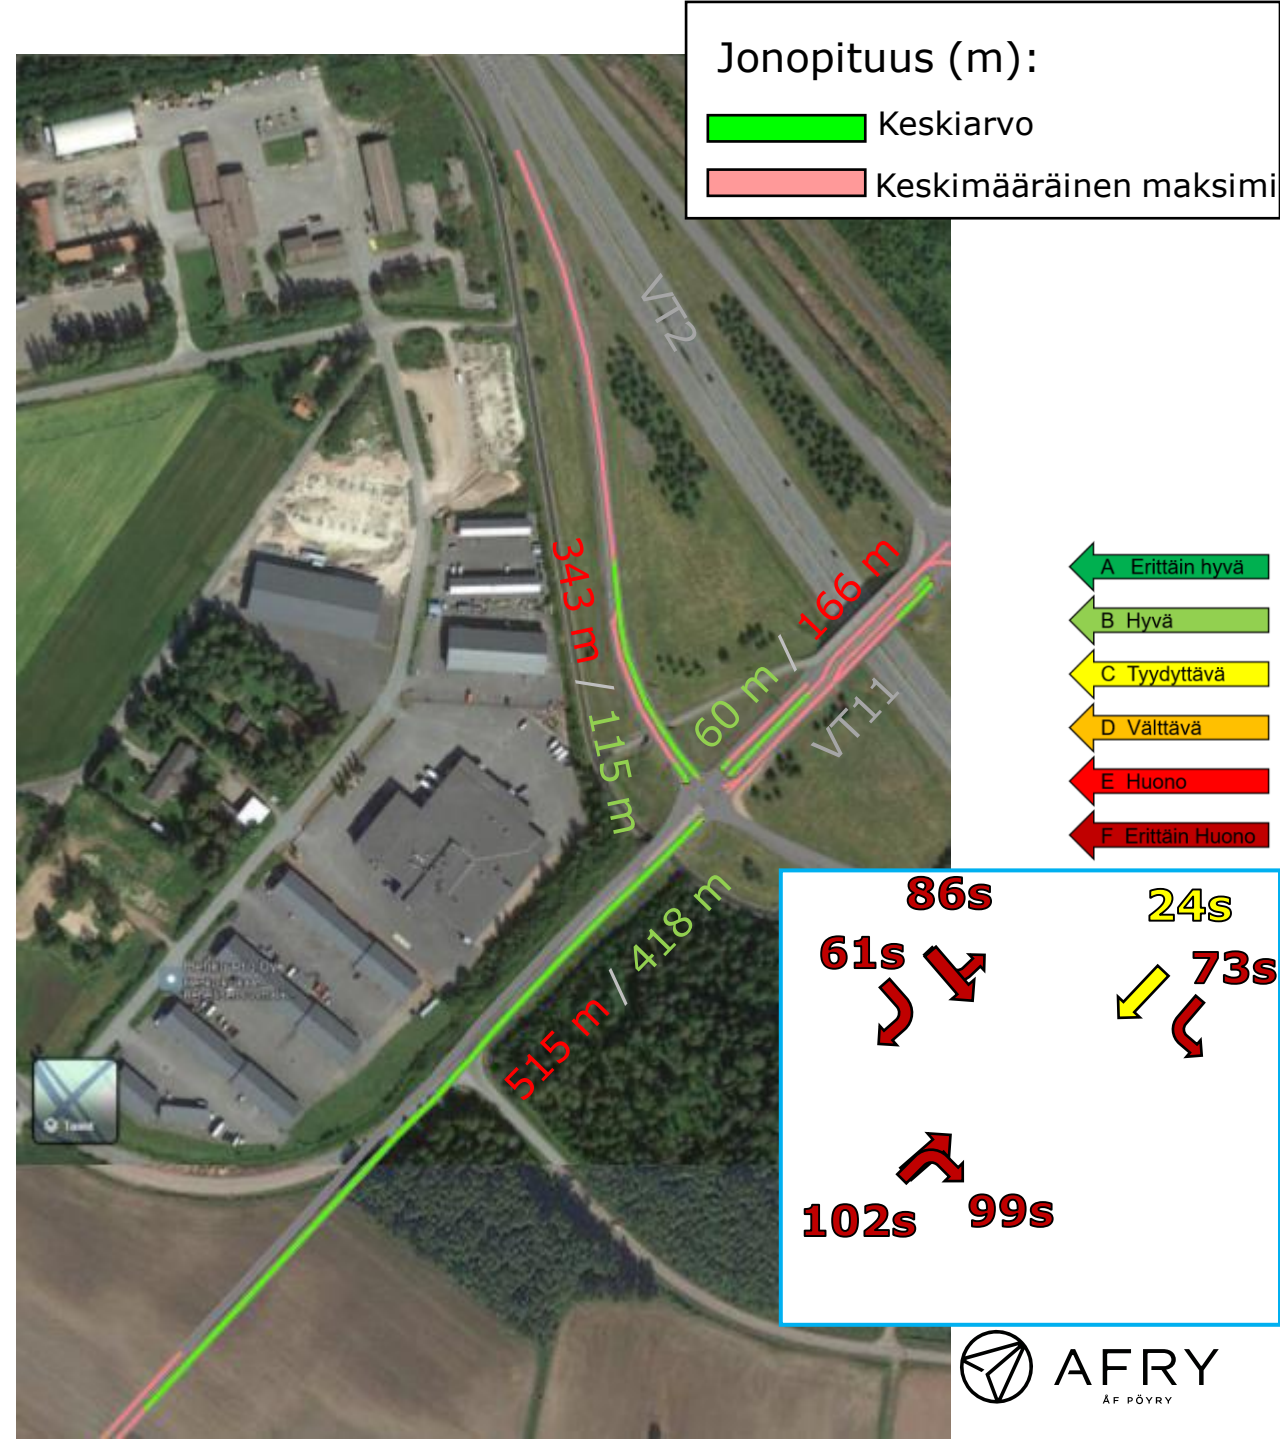 Jonopituus (m):
Keskiarvo
Keskimääräinen maksimi
VT2
343 m / 115 m
60 m / 166 m
VT11
515 m / 418 m
A Erittäin hyvä
B Hyvä
C Tyydyttävä
D Välttävä
E Huono
F Erittäin Huono
86s
24s
61s
73s
102s
99s
AFRY
ÅF PÖYRY